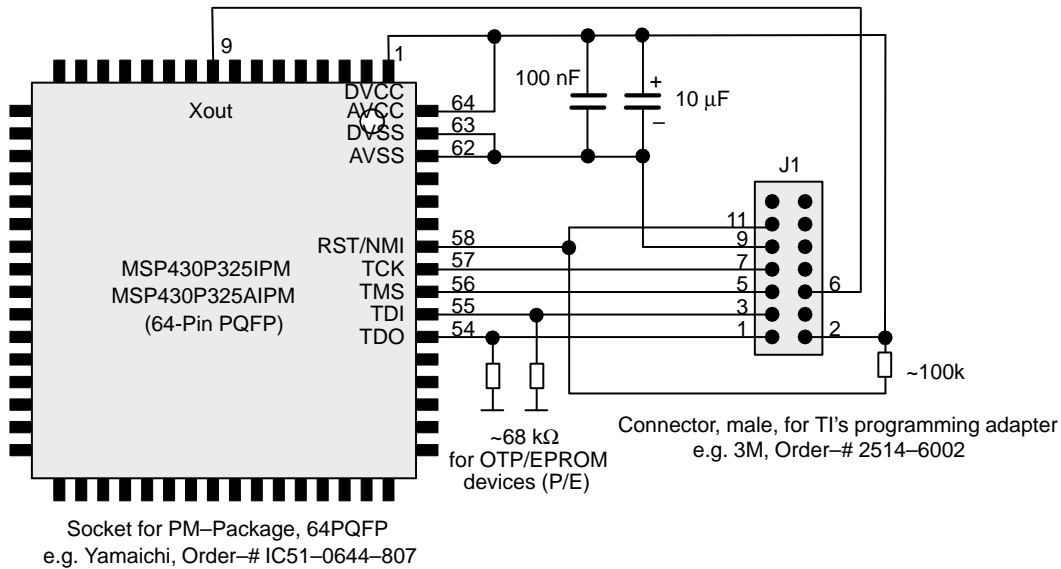 9
1
100 nF
+
10 μF
–
DVCC
Xout
AVCC
64
DVSS
63
AVSS
62
J1
11
RST/NMI
58
9
MSP430P325IPM
TCK
57
7
MSP430P325AIPM
TMS
56
5
6
(64-Pin PQFP)
TDI
55
3
TDO
54
1
2
~100k
~68 kΩ
for OTP/EPROM
devices (P/E)
Connector, male, for TI's programming adapter
e.g. 3M, Order–# 2514–6002
Socket for PM–Package, 64PQFP
e.g. Yamaichi, Order–# IC51–0644–807